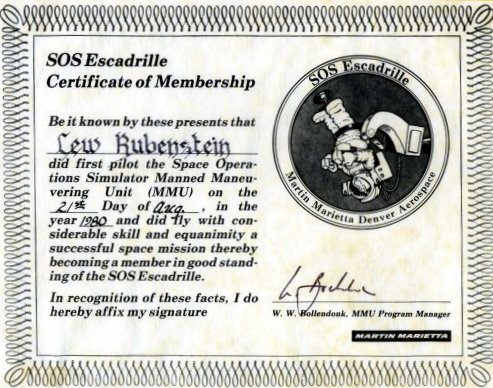 SOS Escadrille
Certificate of Membership
Be it known by these presents that
Lew Rubenstein
did first pilot the Space Opera-
tions Simulator Manned Maneu-
vering Unit (MMU) on the
21st Day of Aug. , in the
year 1980 and did fly with con-
siderable skill and equanimity a
successful space mission thereby
becoming a member in good stand-
ing of the SOS Escadrille.
In recognition of these facts, I do
hereby affix my signature
SOS Escadrille
Martin Marietta Denver Aerospace
W. W. Bollendonk, MMU Program Manager
MARTIN MARIETTA